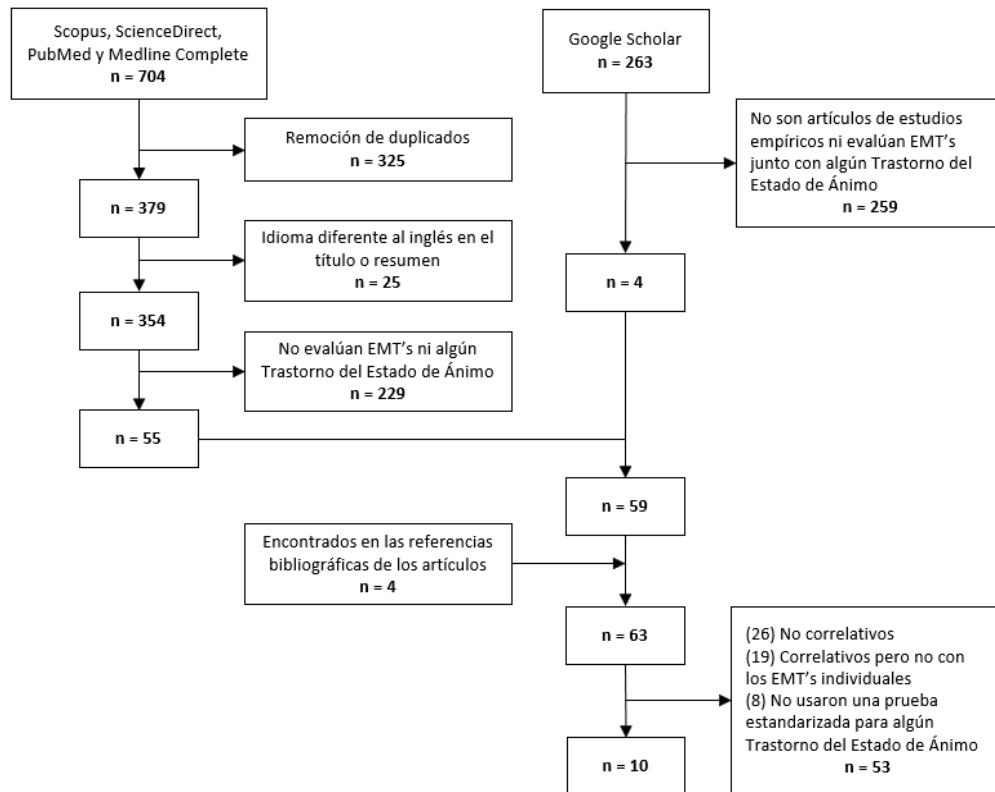 Scopus, ScienceDirect,
PubMed y Medline Complete
n = 704
Google Scholar
n = 263
Remoción de duplicados
n = 325
No son artículos de estudios
empíricos ni evalúan EMT's
junto con algún Trastorno del
Estado de Ánimo
n = 259
n = 379
Idioma diferente al inglés en el
título o resumen
n = 25
n = 4
n = 354
No evalúan EMT's ni algún
Trastorno del Estado de Ánimo
n = 229
n = 55
n = 59
Encontrados en las referencias
bibliográficas de los artículos
n = 4
n = 63
(26) No correlativos
(19) Correlativos pero no con
los EMT's individuales
(8) No usaron una prueba
estandarizada para algún
Trastorno del Estado de Ánimo
n = 53
n = 10